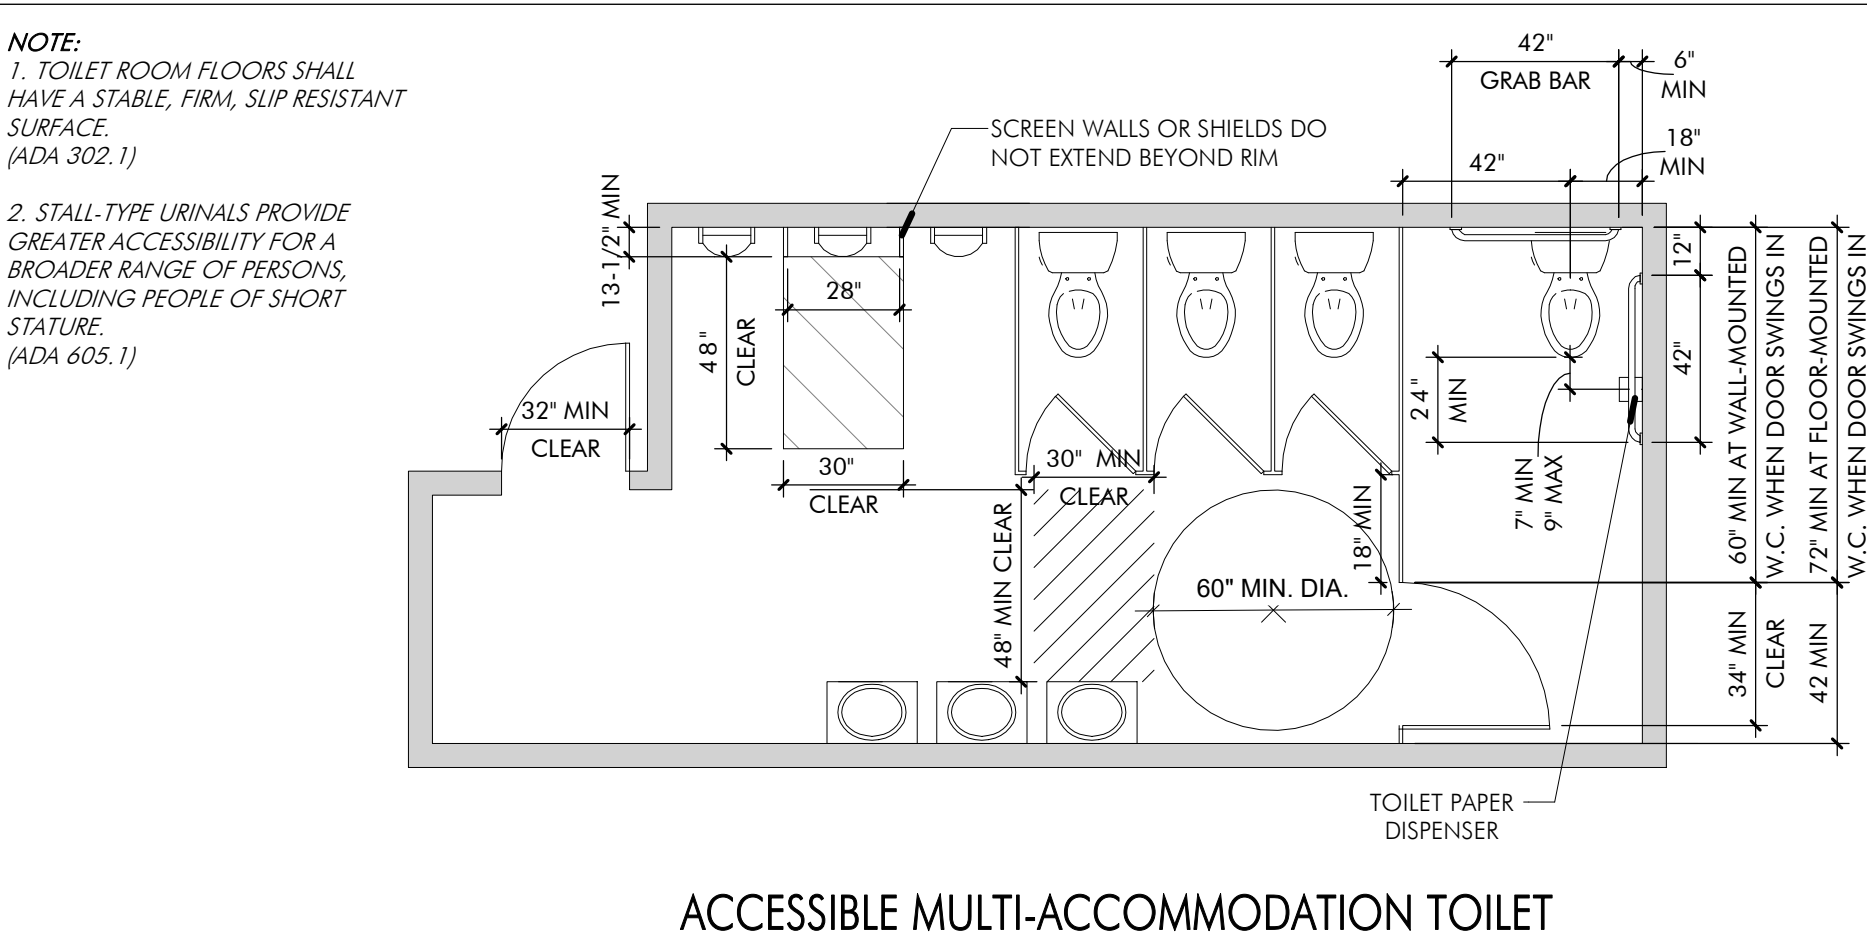 NOTE:
1. TOILET ROOM FLOORS SHALL
HAVE A STABLE, FIRM, SLIP RESISTANT
SURFACE.
(ADA 302.1)
2. STALL-TYPE URINALS PROVIDE
GREATER ACCESSIBILITY FOR A
BROADER RANGE OF PERSONS,
INCLUDING PEOPLE OF SHORT
STATURE.
(ADA 605.1)
SCREEN WALLS OR SHIELDS DO
NOT EXTEND BEYOND RIM
42"
GRAB BAR
6"
MIN
18"
MIN
42"
13-1/2" MIN
28"
48"
CLEAR
32" MIN
CLEAR
30"
CLEAR
30" MIN
CLEAR
48" MIN CLEAR
18" MIN
60" MIN. DIA.
24"
MIN
7" MIN
9" MAX
12"
42"
60" MIN AT WALL-MOUNTED
W.C. WHEN DOOR SWINGS IN
72" MIN AT FLOOR-MOUNTED
W.C. WHEN DOOR SWINGS IN
34" MIN
CLEAR
42 MIN
TOILET PAPER
DISPENSER
ACCESSIBLE MULTI-ACCOMMODATION TOILET